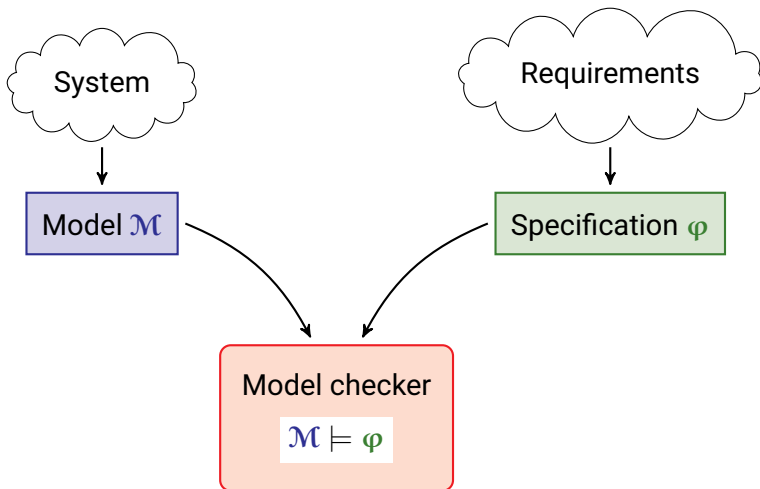 System
Requirements
Model ℳ
Specification φ
Model checker
ℳ ⊨ φ